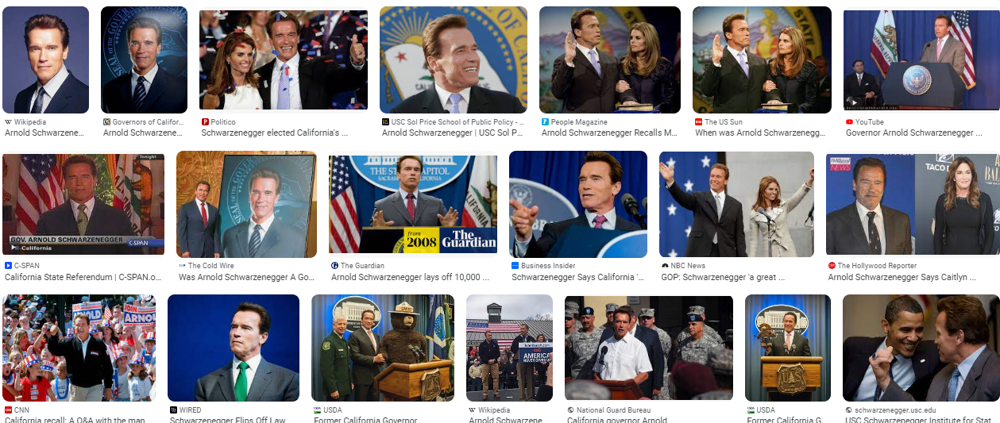 Wikipedia
Arnold Schwarzene...
Governors of Califor...
Arnold Schwarzene...
Politico
Schwarzenegger elected California's ...
USC Sol Price School of Public Policy - ...
Arnold Schwarzenegger | USC Sol P...
People Magazine
Arnold Schwarzenegger Recalls M...
The US Sun
When was Arnold Schwarzenegg...
YouTube
Governor Arnold Schwarzenegger ...
Tonight
GOV. ARNOLD SCHWARZENEGGER
R-California
C-SPAN
C-SPAN
California State Referendum | C-SPAN.o...
The Cold Wire
Was Arnold Schwarzenegger A Go...
from
2008
The
Guardian
The Guardian
Arnold Schwarzenegger lays off 10,000 ...
Business Insider
Schwarzenegger Says California '...
NBC News
GOP: Schwarzenegger 'a great ...
NEWS
TACO
The Hollywood Reporter
Arnold Schwarzenegger Says Caitlyn ...
JOIN
ARNOLD
CNN
California recall: A Q&A with the man
WIRED
Schwarzenegger Flips Off Law
USDA
Former California Governor
AMERICA
Wikipedia
Arnold Schwarzene
National Guard Bureau
California governor Arnold
USDA
Former California G
schwarzenegger.usc.edu
USC Schwarzenegger Institute for Stat